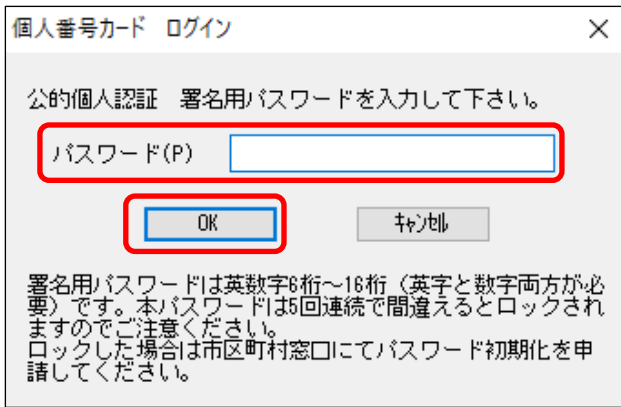 個人番号カード ログイン
公的個人認証 署名用パスワードを入力して下さい。
パスワード(P)
OK
ｷｬﾝｾﾙ
署名用パスワードは英数字6桁～16桁（英字と数字両方が必
要）です。本パスワードは5回連続で間違えるとロックされ
ますのでご注意ください。
ロックした場合は市区町村窓口にてパスワード初期化を申
請してください。